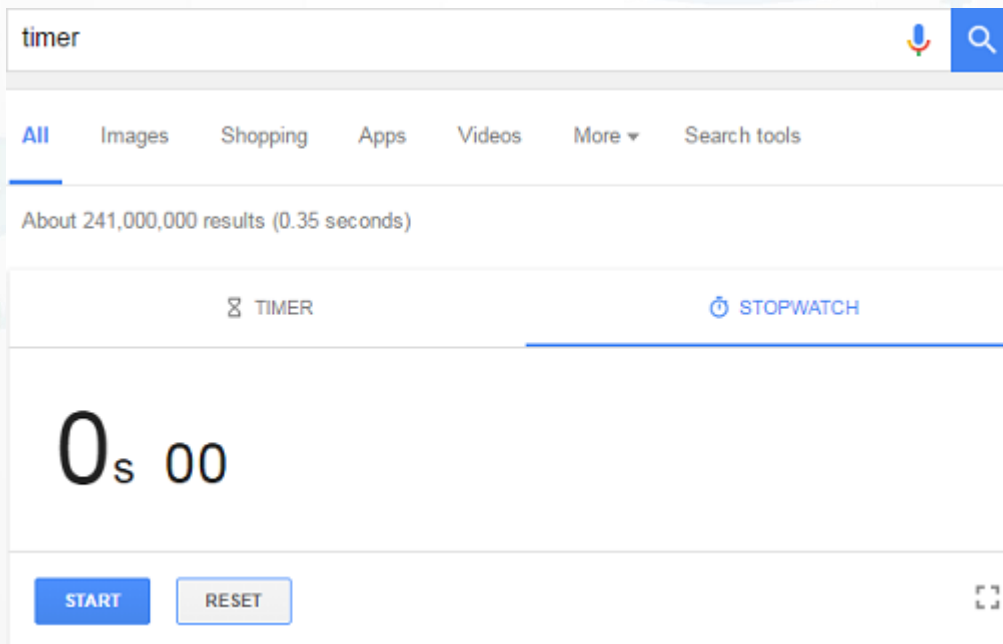 timer
All Images Shopping Apps Videos More Search tools
About 241,000,000 results (0.35 seconds)
TIMER STOPWATCH
0s 00
START RESET